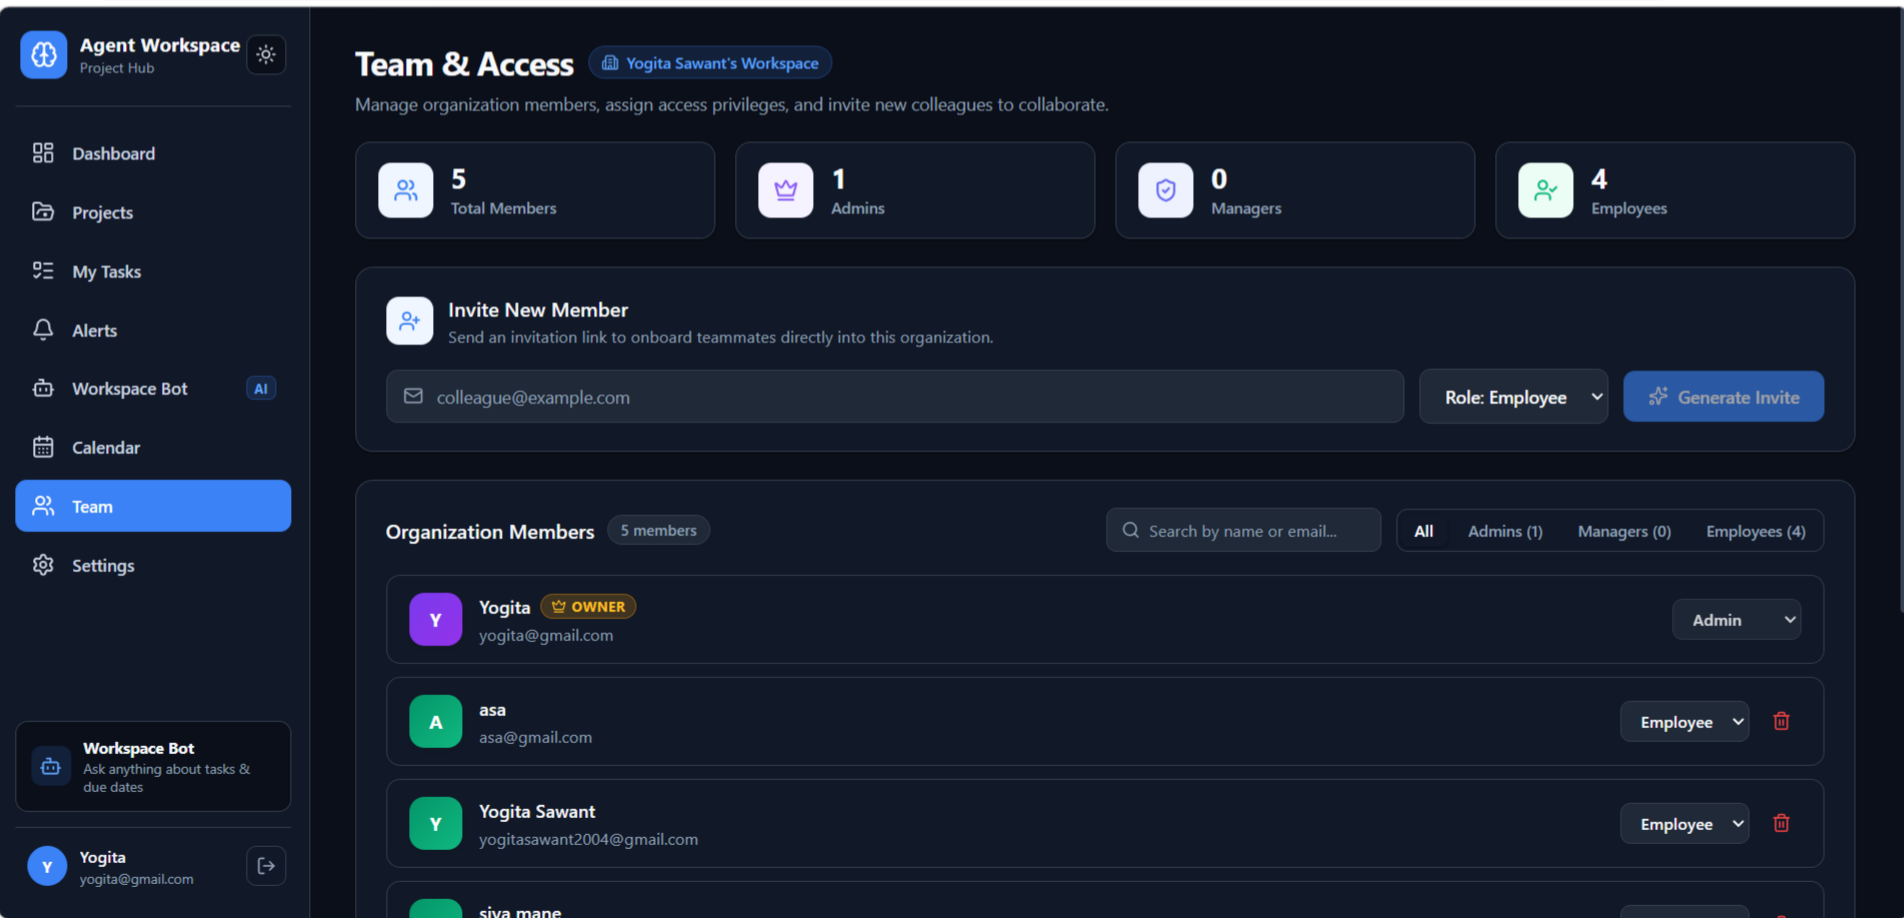 Agent Workspace
Project Hub
Dashboard
Projects
My Tasks
Alerts
Workspace Bot AI
Calendar
Team
Settings
Workspace Bot
Ask anything about tasks &
due dates
Y
Yogita
yogita@gmail.com
Team & Access Yogita Sawant's Workspace
Manage organization members, assign access privileges, and invite new colleagues to collaborate.
5
Total Members
1
Admins
0
Managers
4
Employees
Invite New Member
Send an invitation link to onboard teammates directly into this organization.
colleague@example.com Role: Employee Generate Invite
Organization Members 5 members Search by name or email... All Admins (1) Managers (0) Employees (4)
Y
Yogita OWNER
yogita@gmail.com
Admin
A
asa
asa@gmail.com
Employee
Y
Yogita Sawant
yogitasawant2004@gmail.com
Employee
siya mane